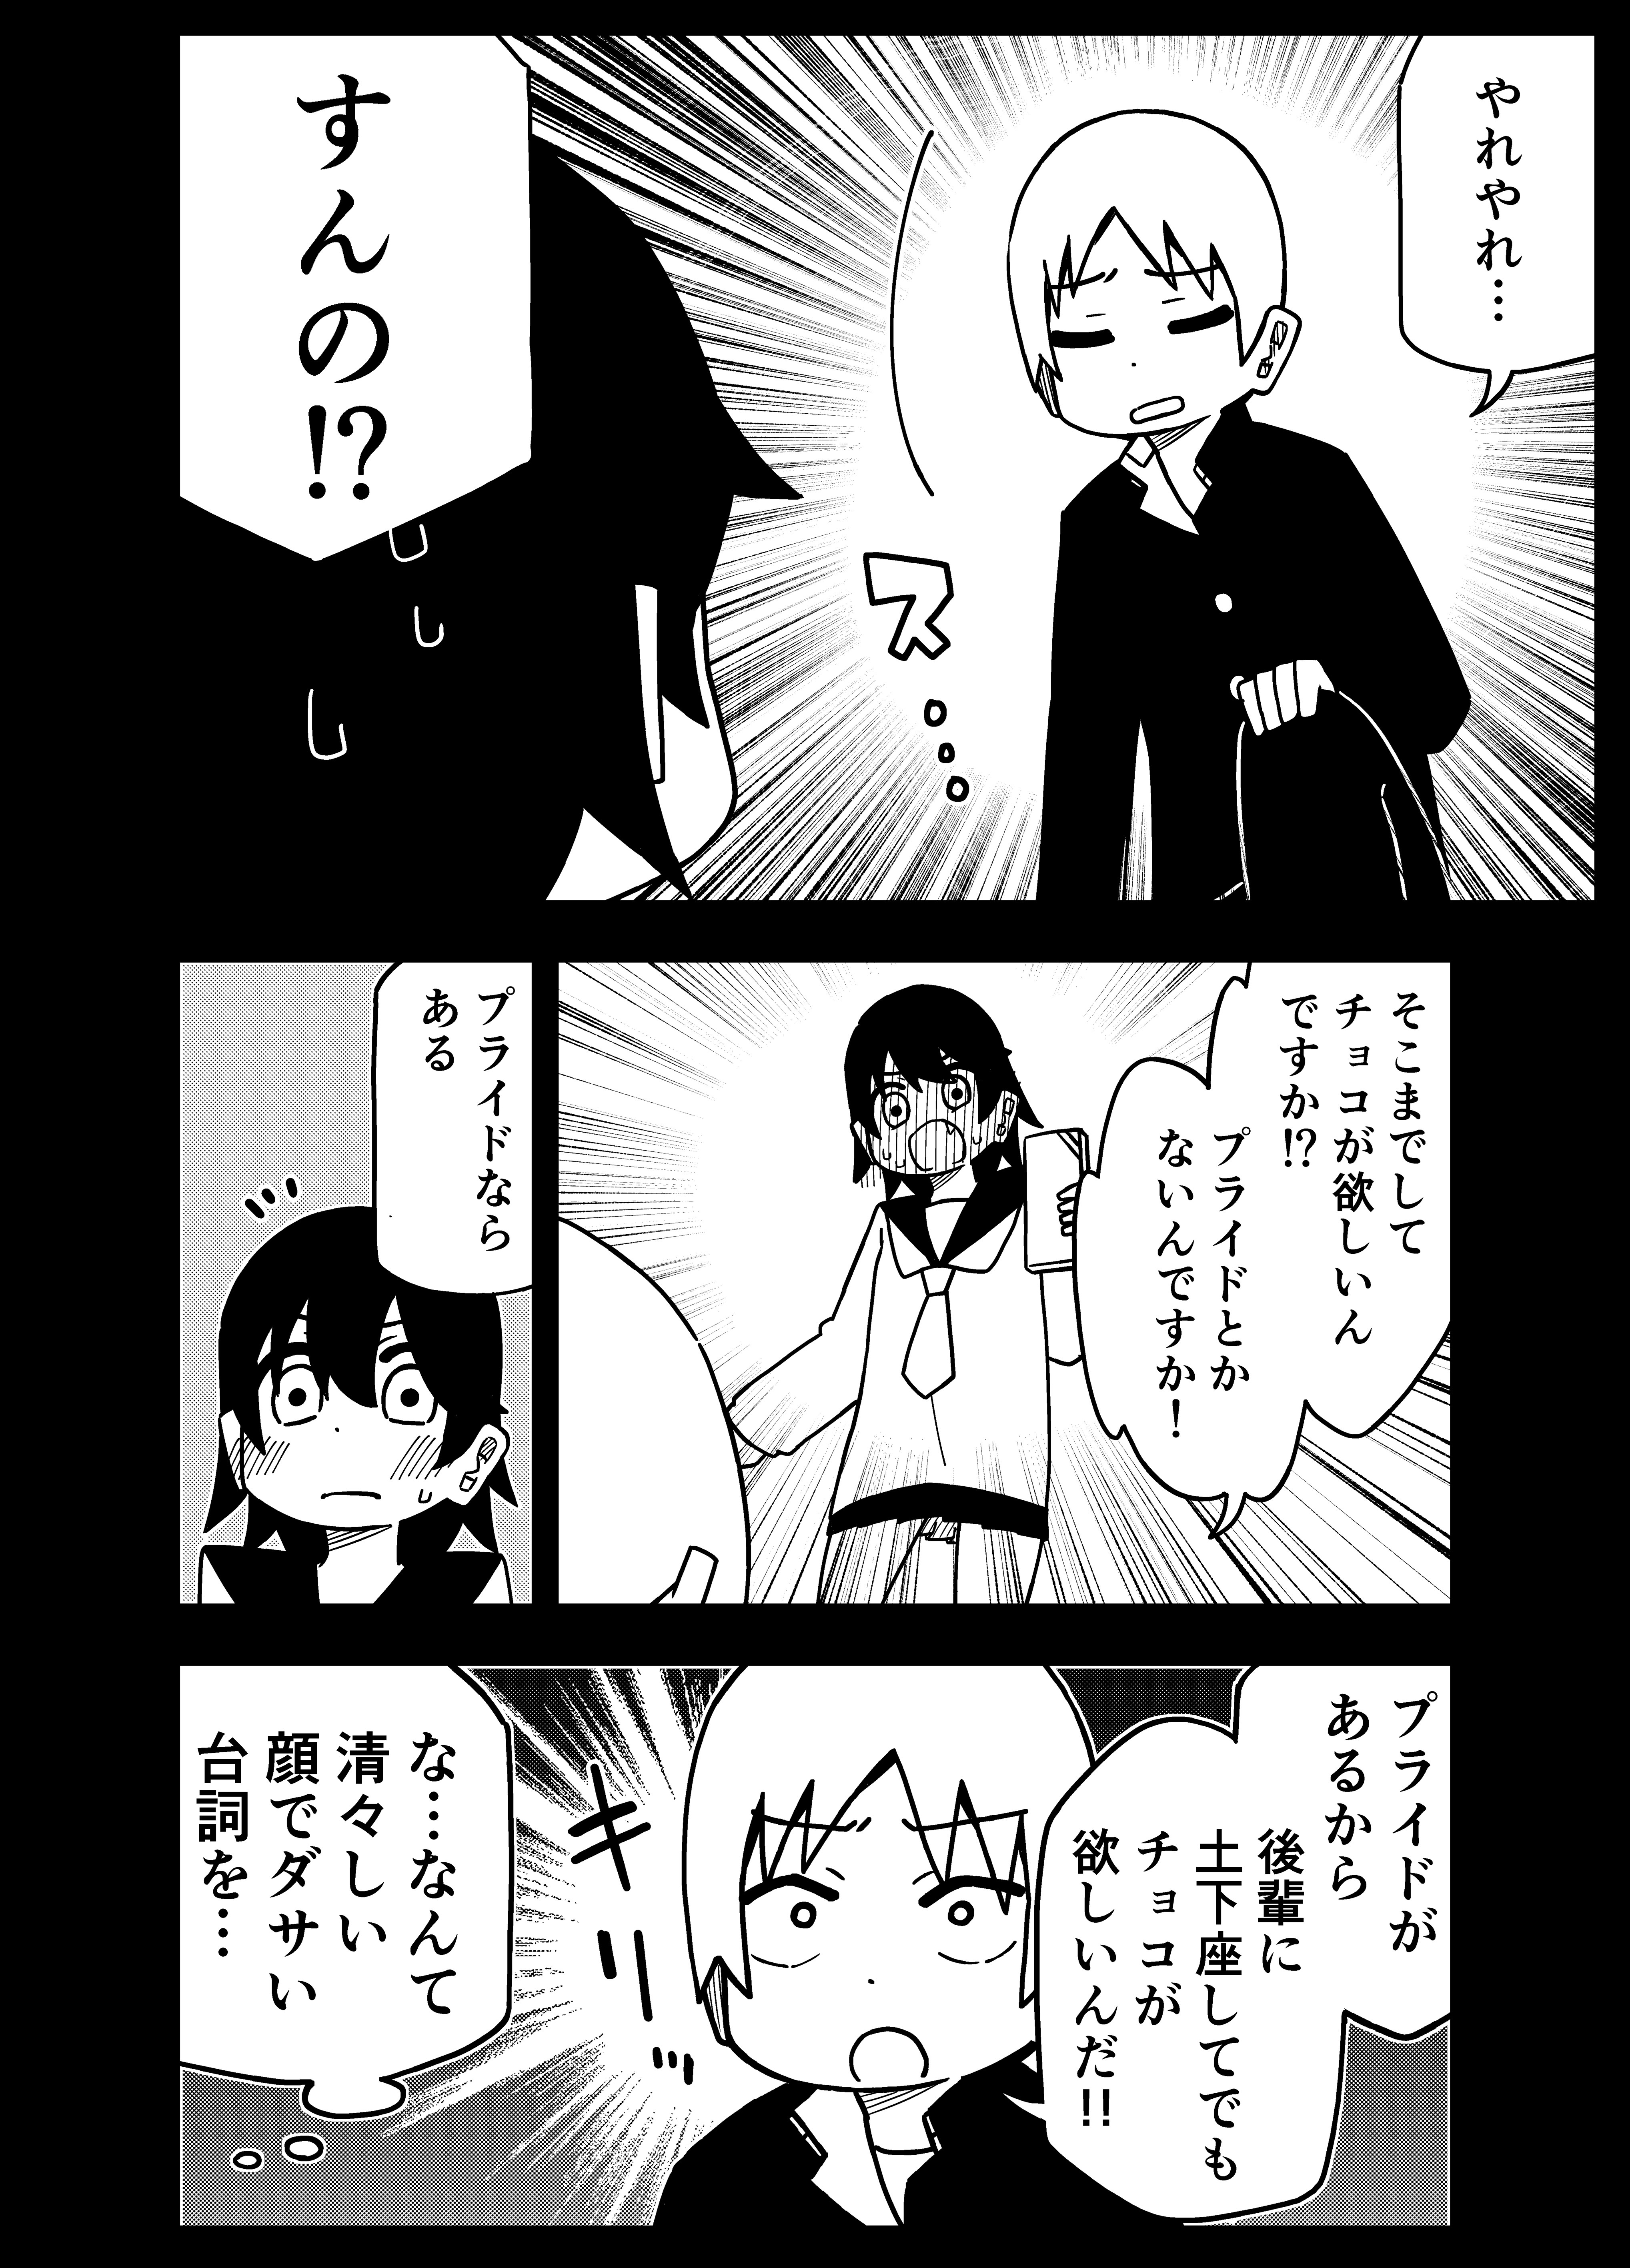 やれやれ…
ス…
すんの!?
そこまでして
チョコが欲しいん
ですか!?
プライドとか
ないんですか!
プライドなら
ある
プライドが
あるから
後輩に
土下座してでも
チョコが
欲しいんだ!!
キリッ
な…なんて
清々しい
顔でダサい
台詞を…